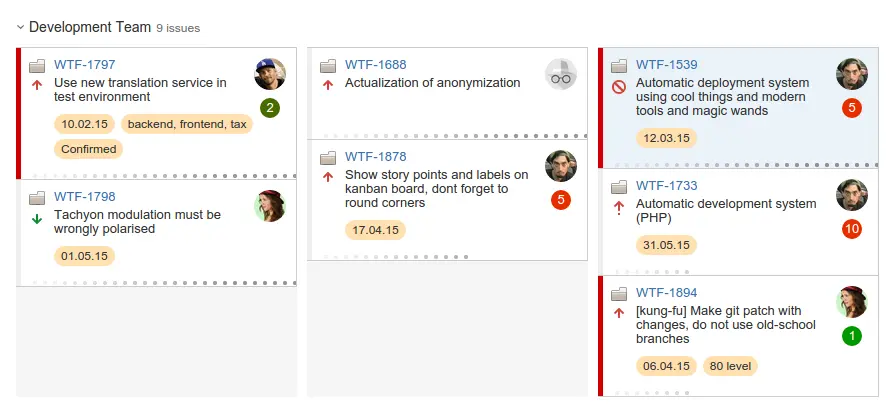 Development Team 9 issues
WTF-1797
Use new translation service in
test environment
2
10.02.15
backend, frontend, tax
Confirmed
WTF-1798
Tachyon modulation must be
wrongly polarised
01.05.15
WTF-1688
Actualization of anonymization
WTF-1878
Show story points and labels on
kanban board, dont forget to
round corners
5
17.04.15
WTF-1539
Automatic deployment system
using cool things and modern
tools and magic wands
5
12.03.15
WTF-1733
Automatic development system
(PHP)
10
31.05.15
WTF-1894
[kung-fu] Make git patch with
changes, do not use old-school
branches
1
06.04.15
80 level